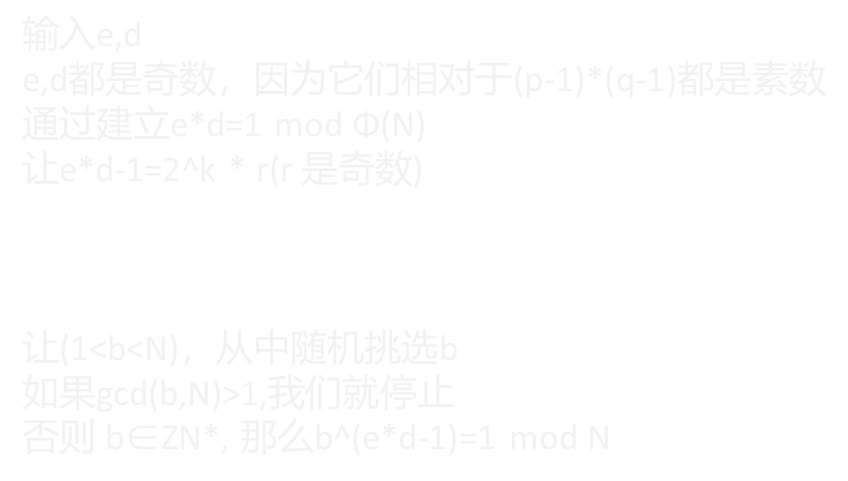 输入e,d
e,d都是奇数，因为它们相对于(p-1)*(q-1)都是素数
通过建立e*d=1 mod Φ(N)
让e*d-1=2^k * r(r 是奇数)
让(1<b<N)，从中随机挑选b
如果gcd(b,N)>1,我们就停止
否则 b∈ZN*, 那么b^(e*d-1)=1 mod N